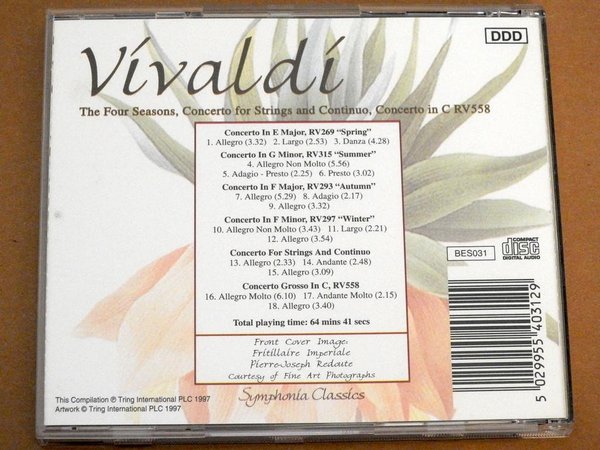 Vivaldi
DDD
The Four Seasons, Concerto for Strings and Continuo, Concerto in C RV558
Concerto In E Major, RV269 “Spring”
1. Allegro (3.32) 2. Largo (2.53) 3. Danza (4.28)
Concerto In G Minor, RV315 “Summer”
4. Allegro Non Molto (5.56)
5. Adagio - Presto (2.25) 6. Presto (3.02)
Concerto In F Major, RV293 “Autumn”
7. Allegro (5.29) 8. Adagio (2.17)
9. Allegro (3.32)
Concerto In F Minor, RV297 “Winter”
10. Allegro Non Molto (3.43) 11. Largo (2.21)
12. Allegro (3.54)
Concerto For Strings And Continuo
13. Allegro (2.33) 14. Andante (2.48)
15. Allegro (3.09)
Concerto Grosso In C, RV558
16. Allegro Molto (6.10) 17. Andante Molto (2.15)
18. Allegro (3.40)
Total playing time: 64 mins 41 secs
Front Cover Image:
Fritillaire Imperiale
Pierre-Joseph Redoute
Courtesy of Fine Art Photographs
Symphonia Classics
BES031
COMPACT
disc
DIGITAL AUDIO
5 029955 403129
This Compilation ℗ Tring International PLC 1997
Artwork © Tring International PLC 1997